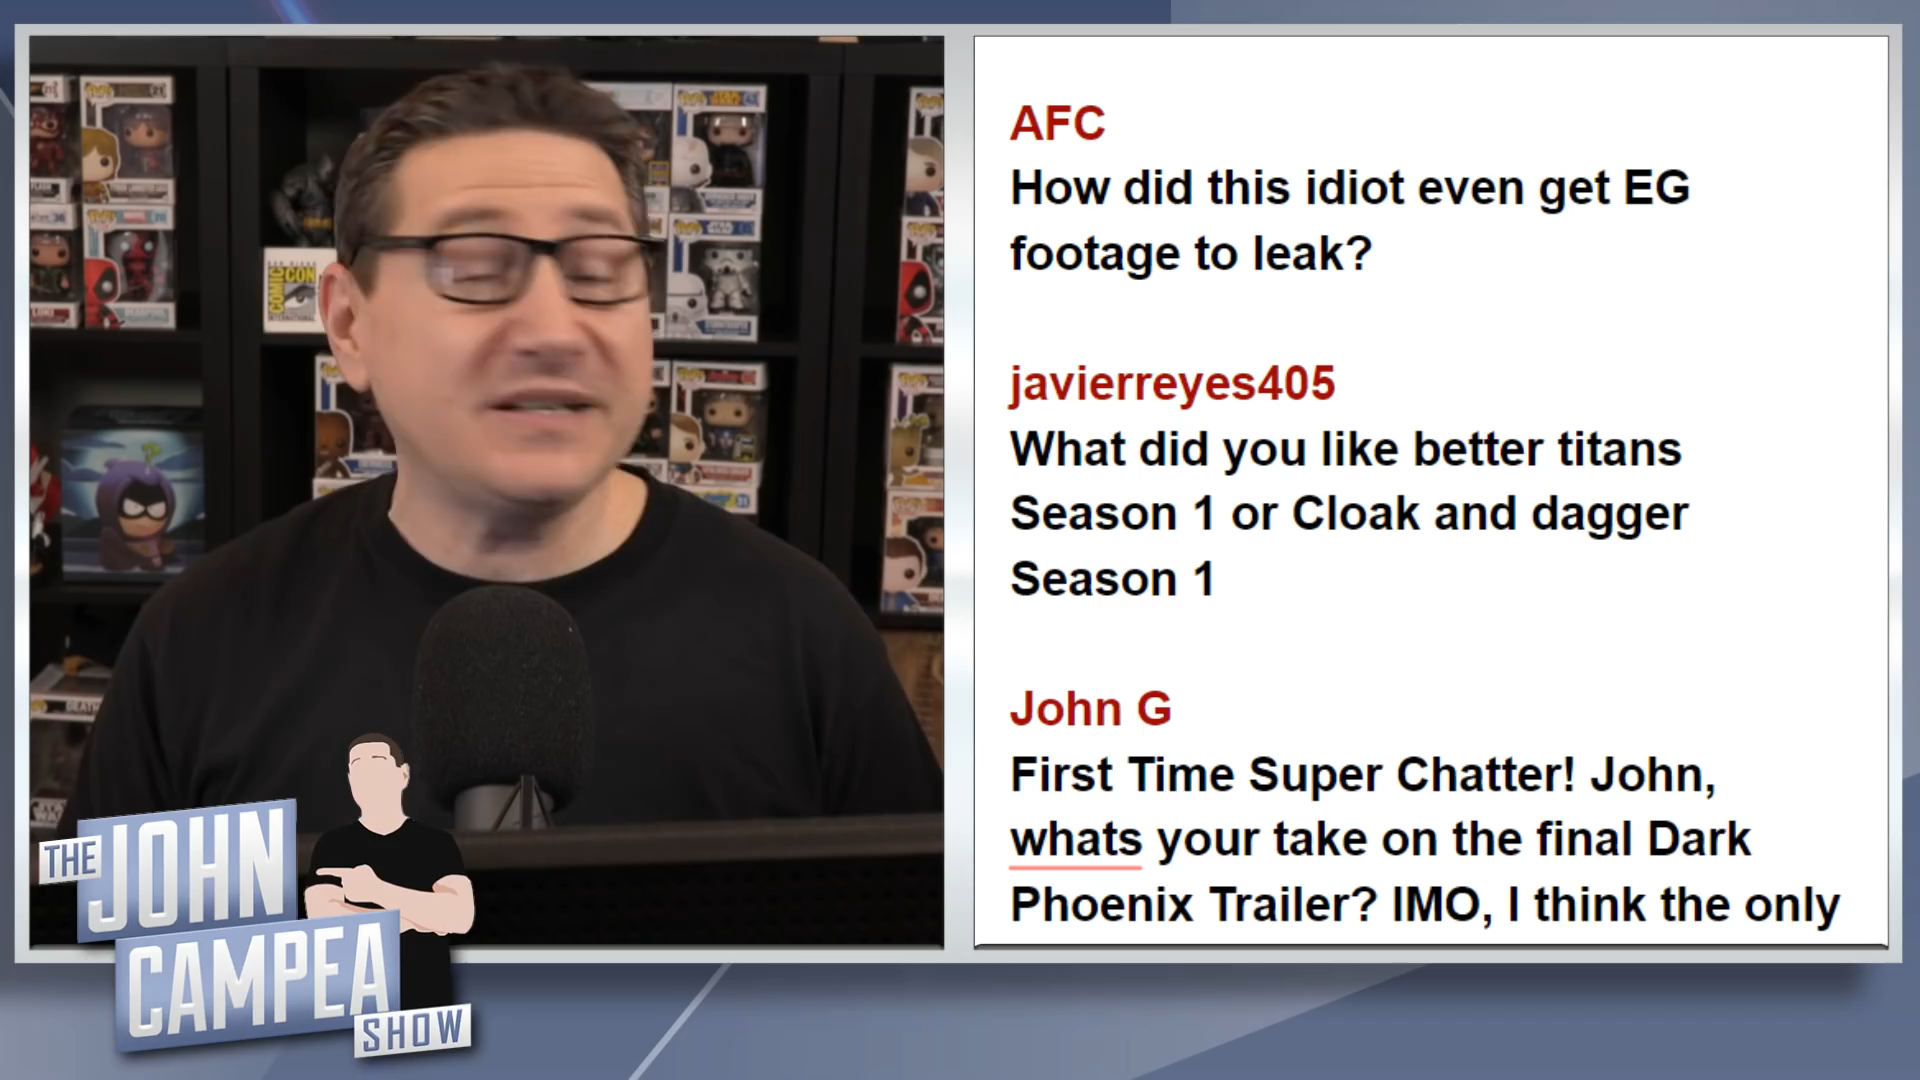 AFC
How did this idiot even get EG
footage to leak?
javierreyes405
What did you like better titans
Season 1 or Cloak and dagger
Season 1
John G
First Time Super Chatter! John,
whats your take on the final Dark
Phoenix Trailer? IMO, I think the only
THE
JOHN
CAMPEA
SHOW
COMIC
CON